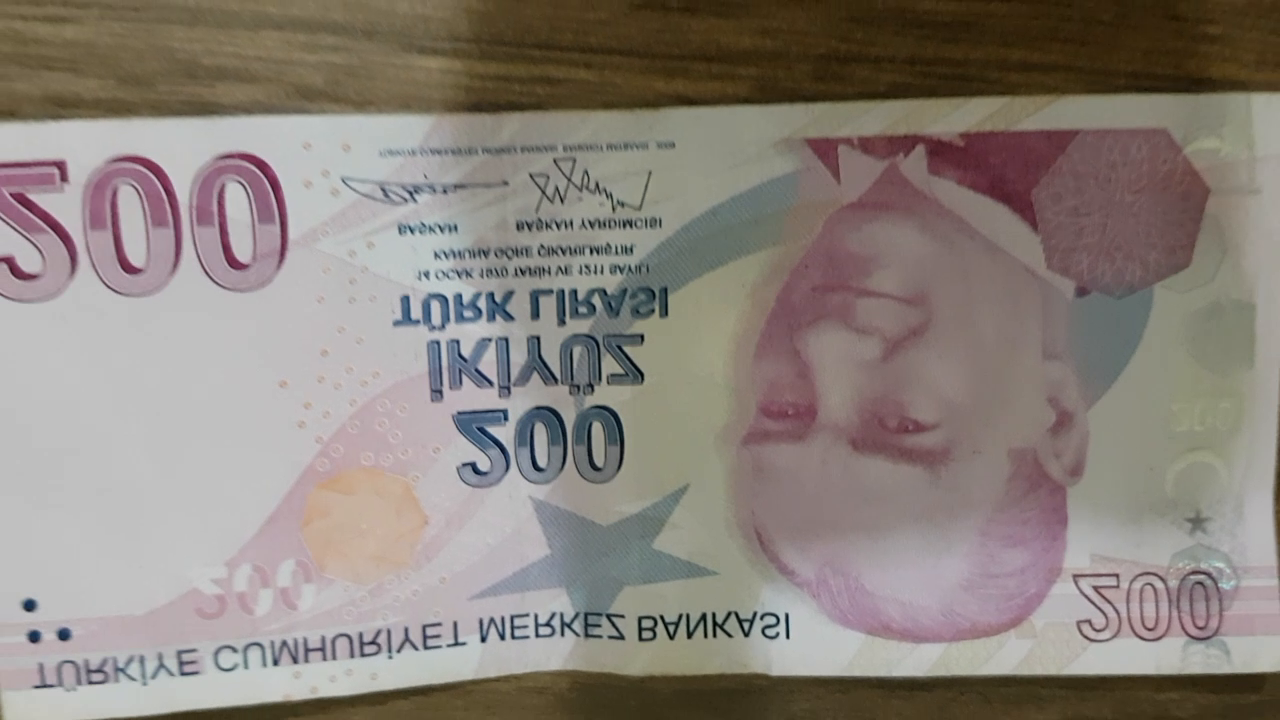 TÜRKİYE CUMHURİYET MERKEZ BANKASI
200
200
200
İKİYÜZ
TÜRK LİRASI
14 OCAK 1970 TARİH VE 1211 SAYILI
KANUNA GÖRE ÇIKARILMIŞTIR.
BAŞKAN BAŞKAN YARDIMCISI
200
200